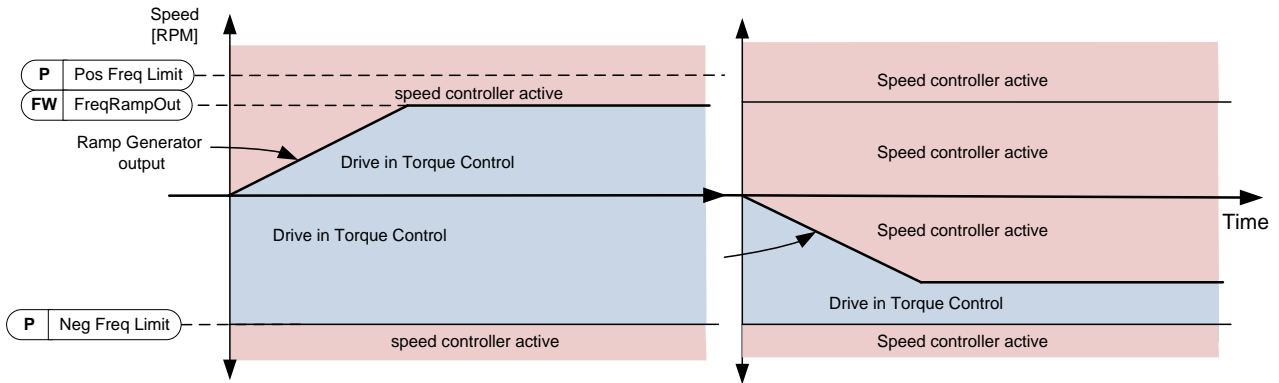 Speed
[RPM]
P Pos Freq Limit
FW FreqRampOut
Ramp Generator
output
speed controller active
Drive in Torque Control
Drive in Torque Control
P Neg Freq Limit
speed controller active
Speed controller active
Speed controller active
Speed controller active
Time
Drive in Torque Control
Speed controller active